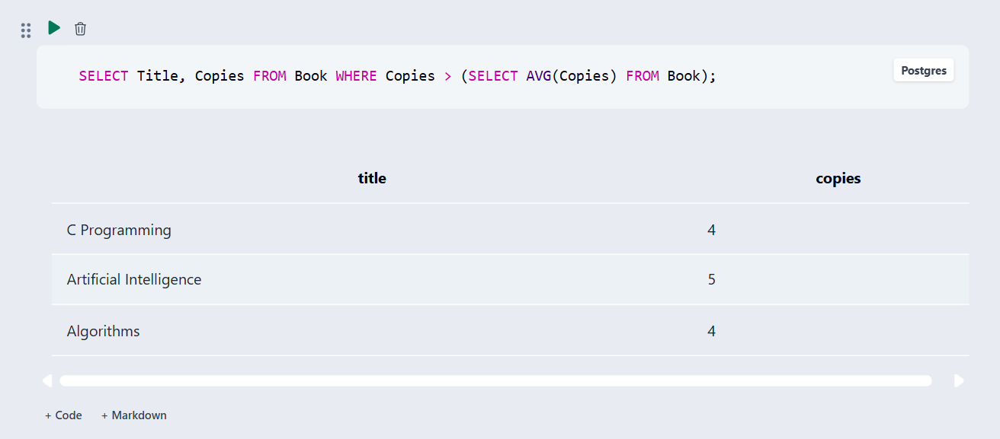 SELECT Title, Copies FROM Book WHERE Copies > (SELECT AVG(Copies) FROM Book);
Postgres
title copies
C Programming 4
Artificial Intelligence 5
Algorithms 4
+ Code + Markdown